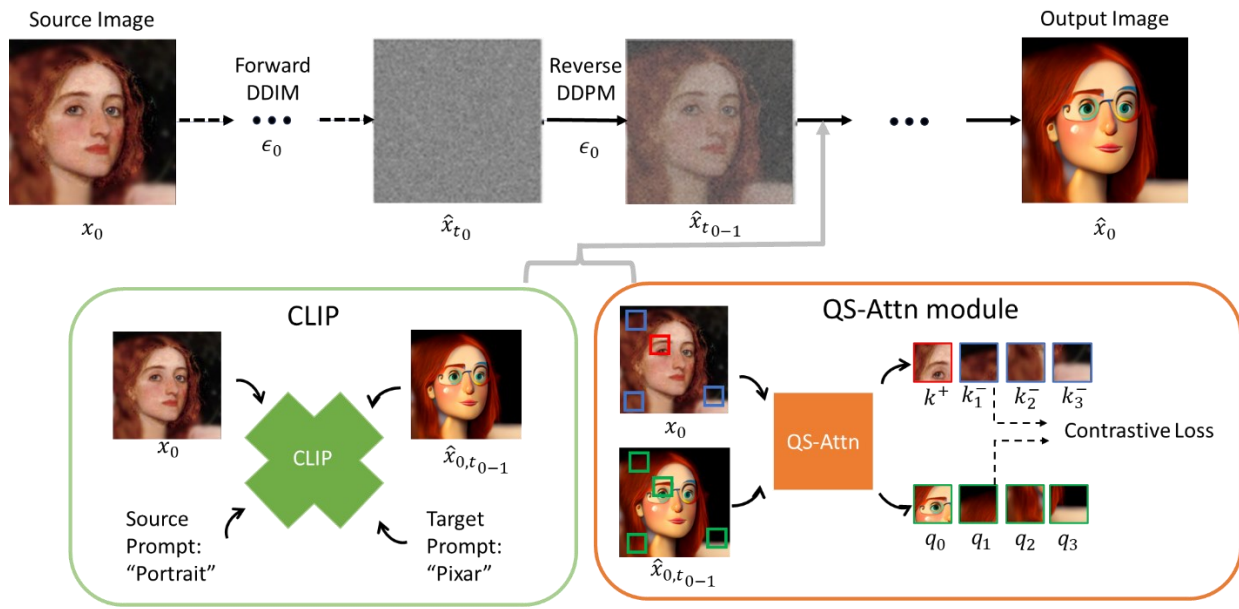 Source Image
Output Image
Forward
DDIM
Reverse
DDPM
ϵ₀
ϵ₀
x₀
x̂_{t₀}
x̂_{t₀₋₁}
x̂₀
CLIP
QS-Attn module
x₀
x̂_{0,t₀₋₁}
CLIP
Source
Prompt:
“Portrait”
Target
Prompt:
“Pixar”
x₀
x̂_{0,t₀₋₁}
QS-Attn
k⁺ k₁⁻ k₂⁻ k₃⁻
Contrastive Loss
q₀ q₁ q₂ q₃